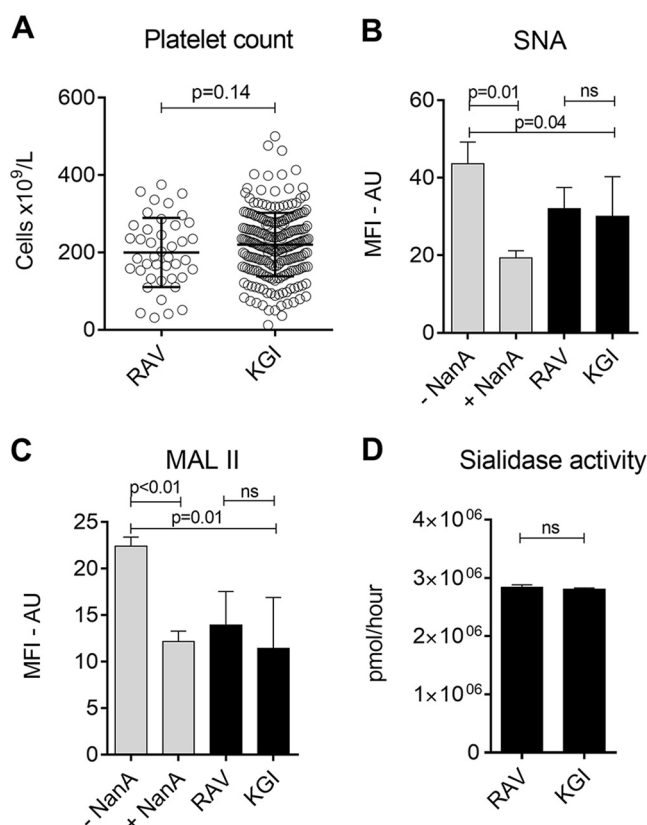 A
Platelet count
p=0.14
Cells x10⁹/L
600
400
200
0
RAV
KGI
B
SNA
p=0.01
ns
p=0.04
MFI - AU
60
40
20
0
- NanA
+ NanA
RAV
KGI
C
MAL II
p<0.01
ns
p=0.01
MFI - AU
25
20
15
10
5
0
- NanA
+ NanA
RAV
KGI
D
Sialidase activity
ns
pmol/hour
4×10⁰⁶
3×10⁰⁶
2×10⁰⁶
1×10⁰⁶
0
RAV
KGI